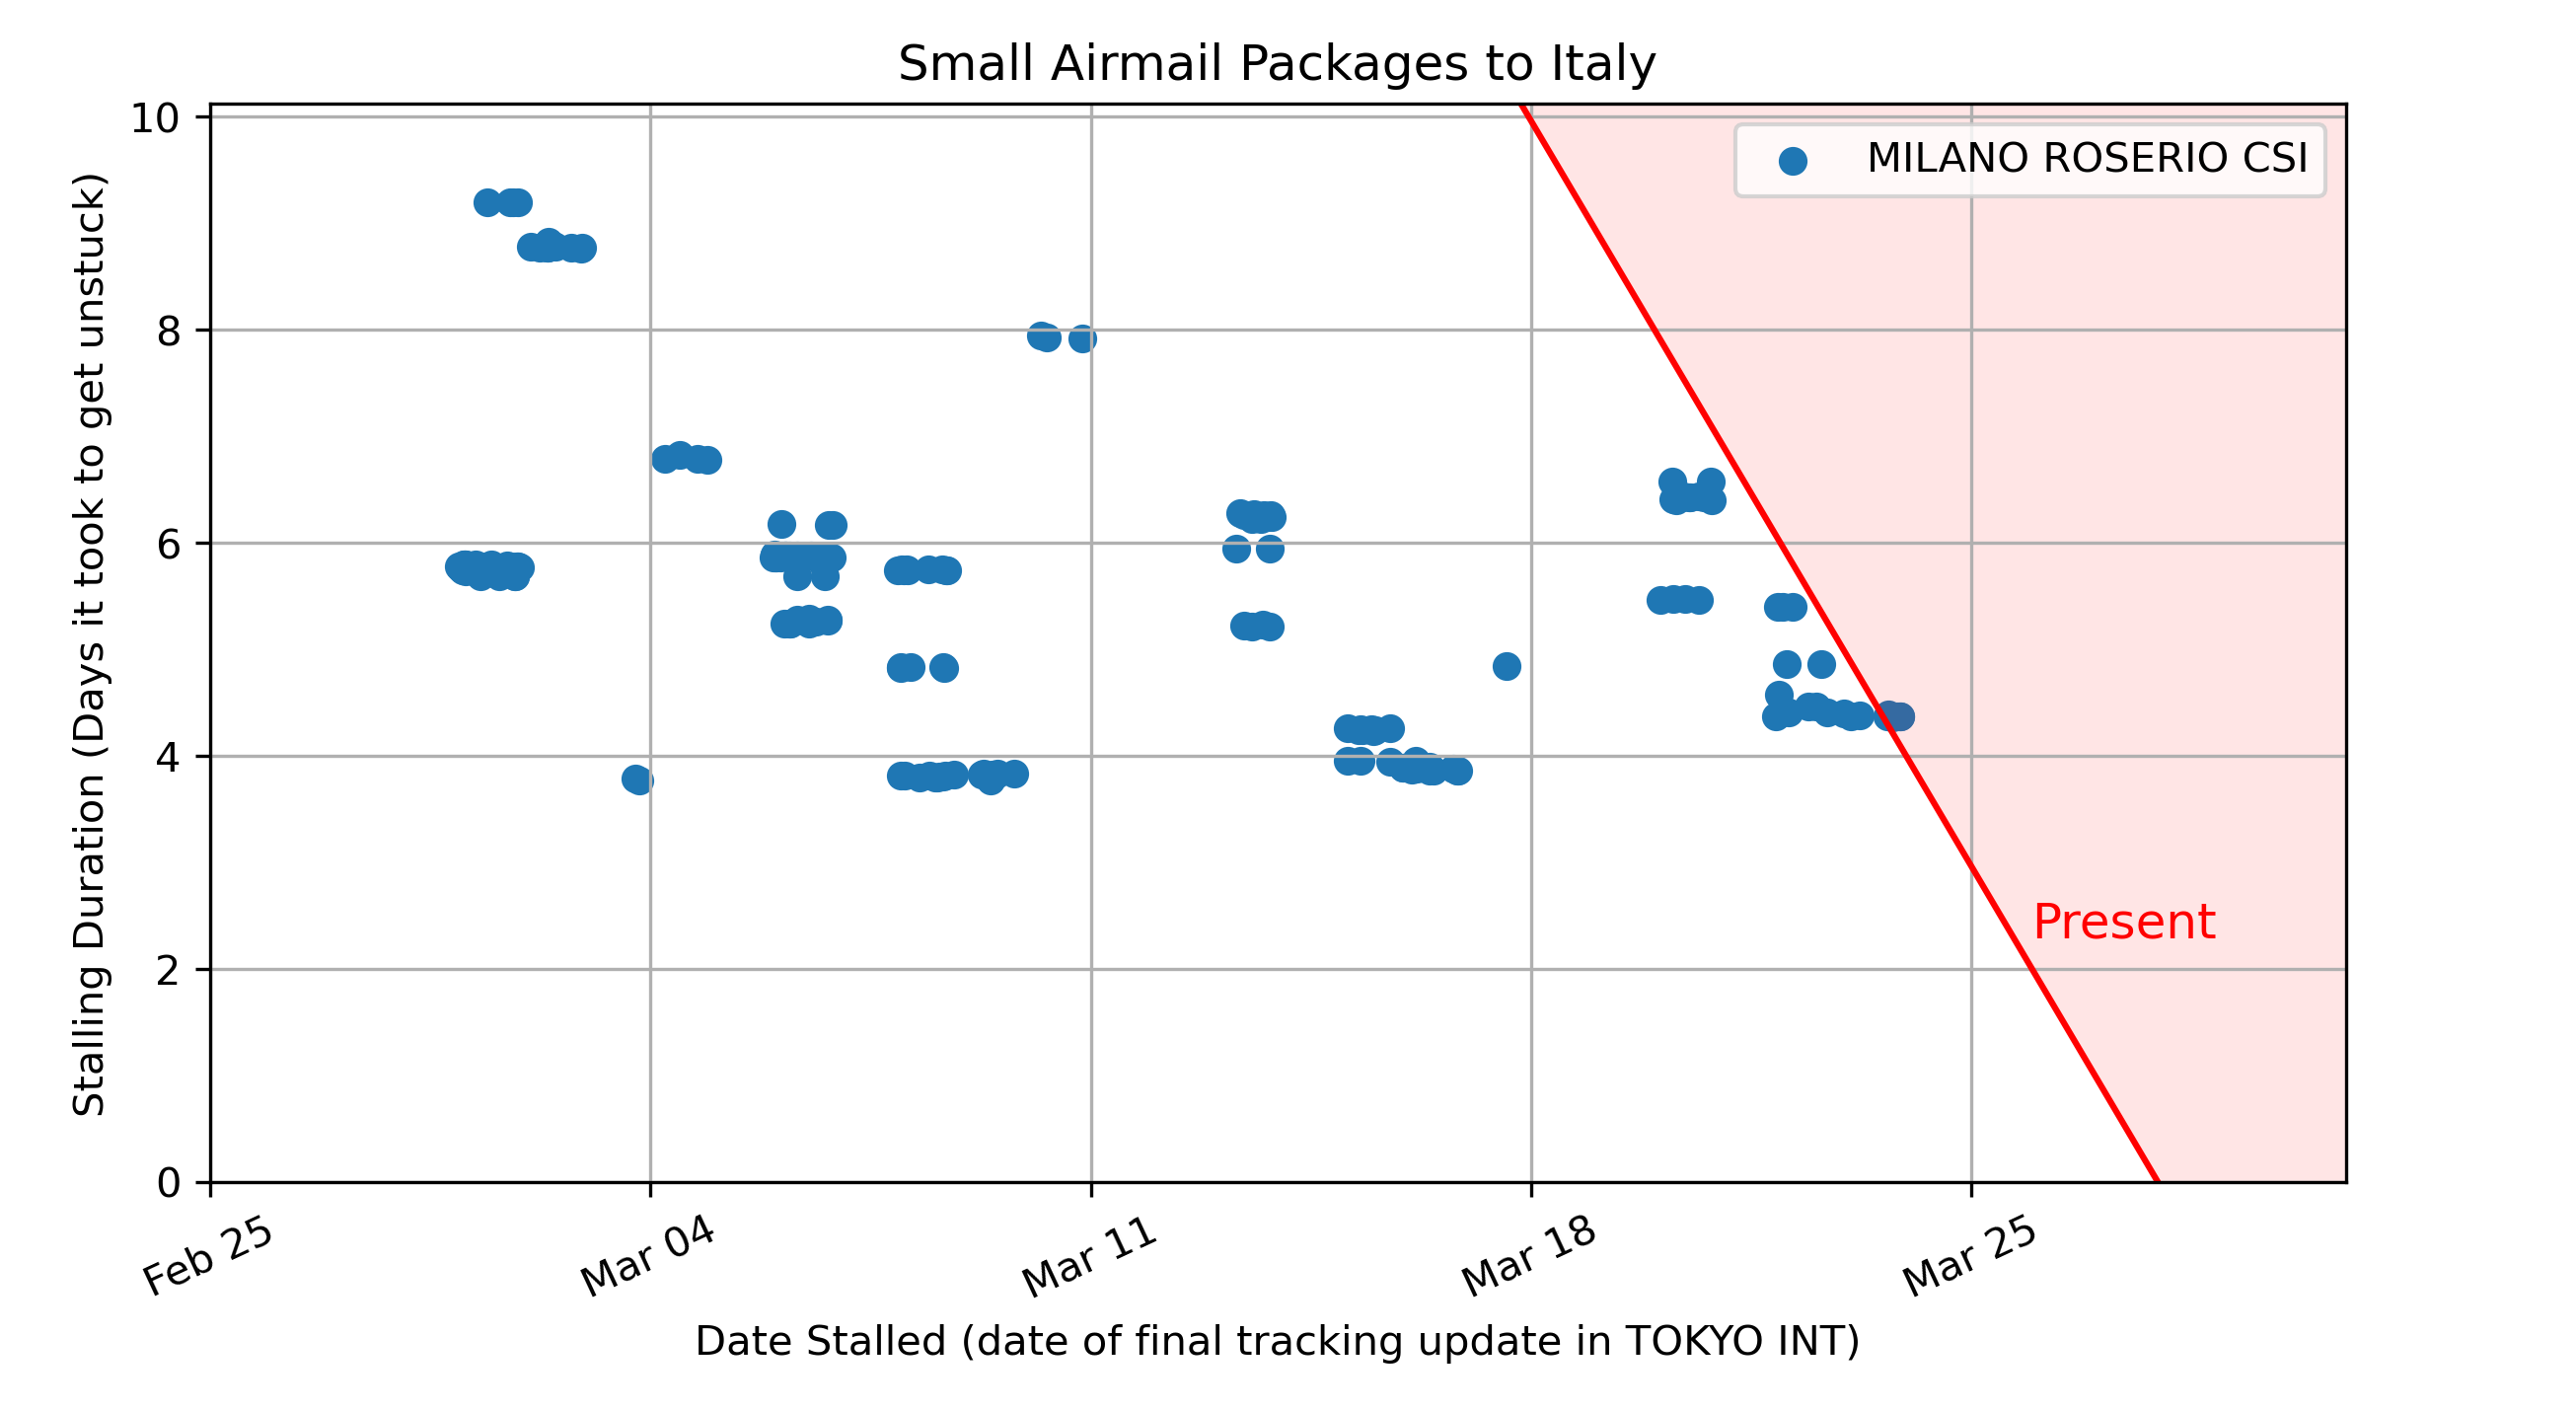 Small Airmail Packages to Italy
Stalling Duration (Days it took to get unstuck)
10
8
6
4
2
0
MILANO ROSERIO CSI
Present
Feb 25
Mar 04
Mar 11
Mar 18
Mar 25
Date Stalled (date of final tracking update in TOKYO INT)